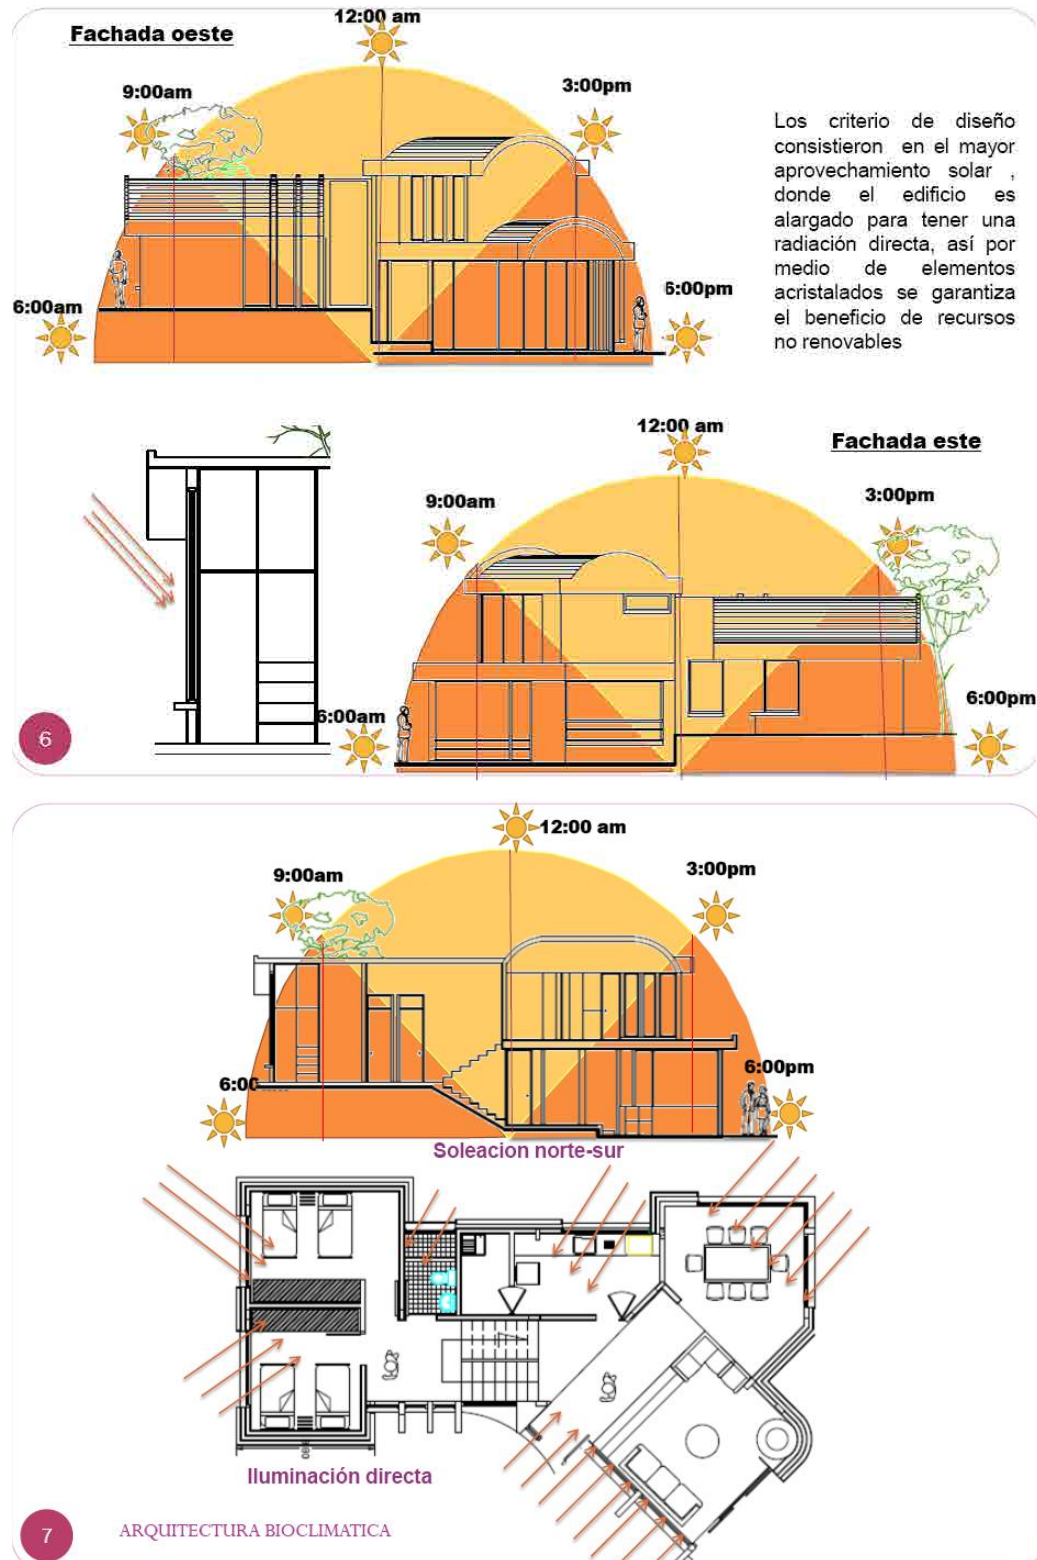 12:00 am
Fachada oeste
9:00am
3:00pm
Los criterio de diseño
consistieron en el mayor
aprovechamiento solar ,
donde el edificio es
alargado para tener una
radiación directa, así por
medio de elementos
acristalados se garantiza
el beneficio de recursos
no renovables
6:00am
6:00pm
12:00 am
Fachada este
9:00am
3:00pm
6:00am
6:00pm
6
12:00 am
9:00am
3:00pm
6:00
6:00pm
Soleacion norte-sur
Iluminación directa
7
ARQUITECTURA BIOCLIMATICA